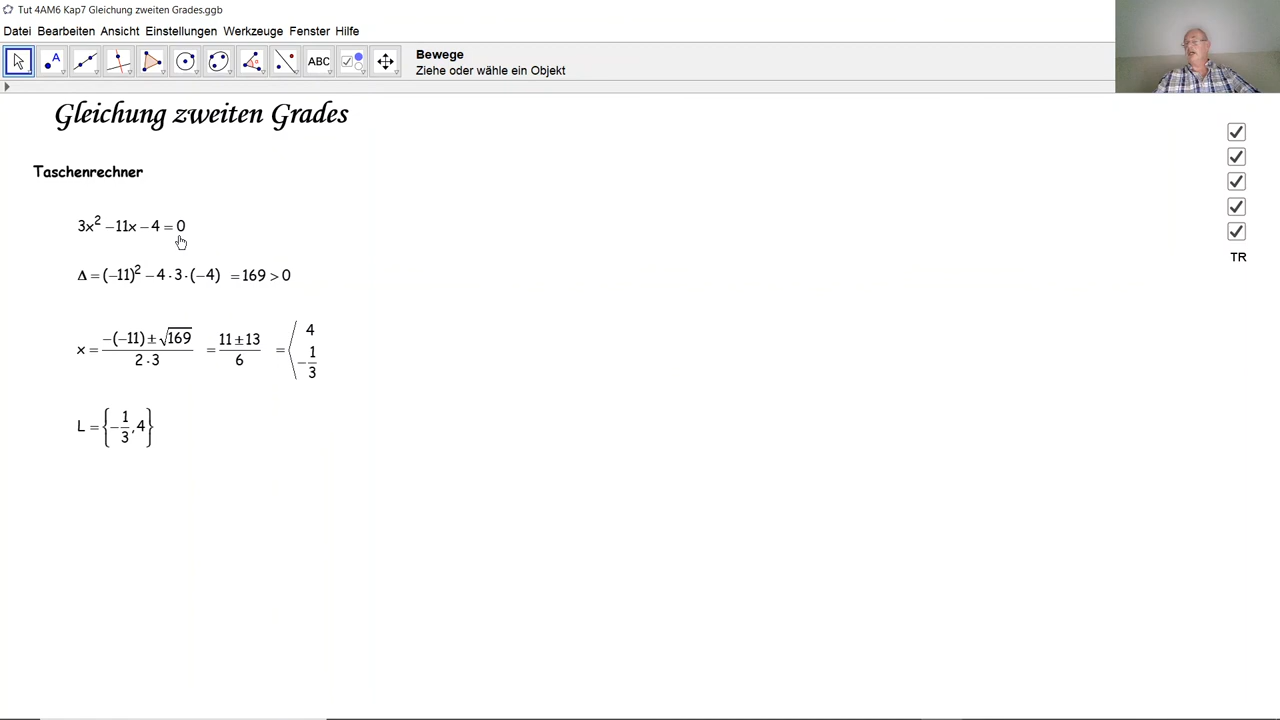 Tut 4AM6 Kap7 Gleichung zweiten Grades.ggb
Datei Bearbeiten Ansicht Einstellungen Werkzeuge Fenster Hilfe
A
ABC
Bewege
Ziehe oder wähle ein Objekt
Gleichung zweiten Grades
Taschenrechner
3x² − 11x − 4 = 0
Δ = (−11)² − 4 · 3 · (−4) = 169 > 0
x = (−(−11) ± √169) / (2 · 3) = (11 ± 13) / 6 = ⟨ 4
−1/3
L = {−1/3, 4}
TR